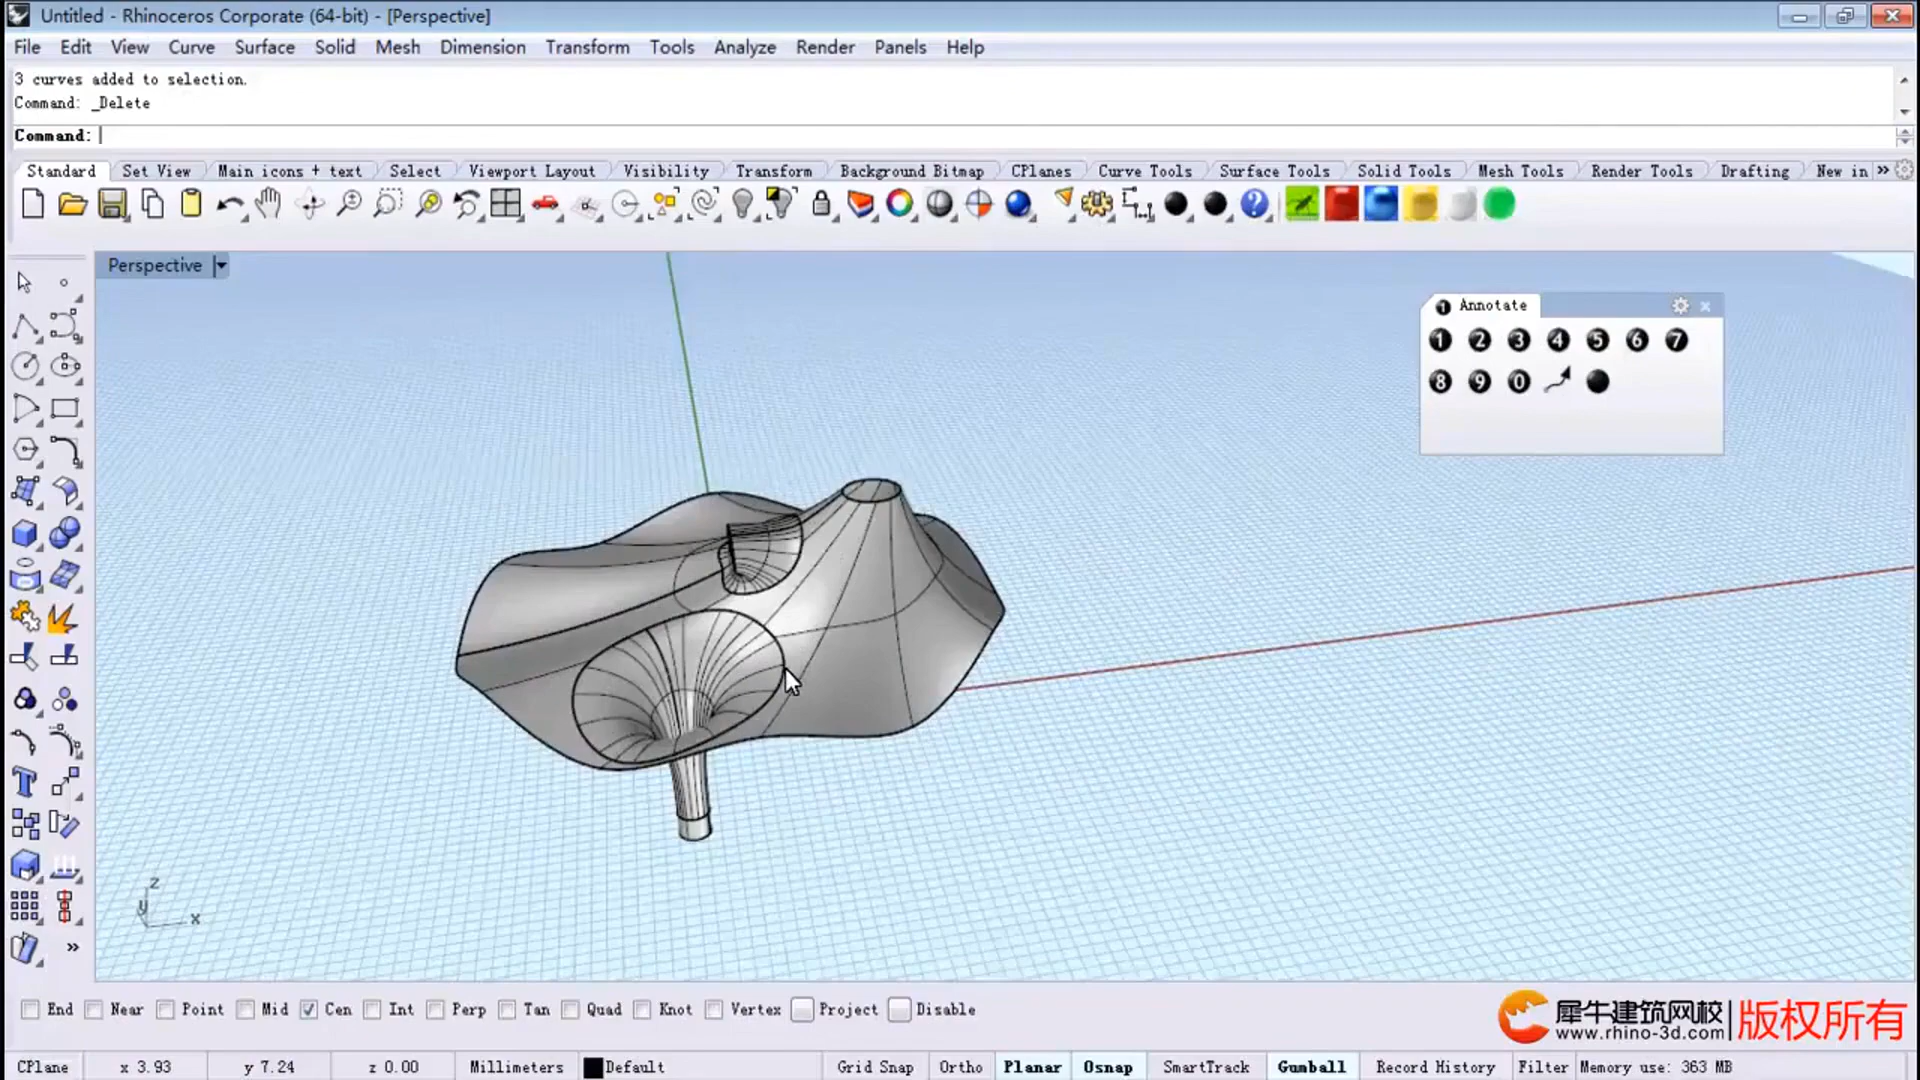 Untitled - Rhinoceros Corporate (64-bit) - [Perspective]
File Edit View Curve Surface Solid Mesh Dimension Transform Tools Analyze Render Panels Help
3 curves added to selection.
Command: _Delete
Command:
Standard Set View Main icons + text Select Viewport Layout Visibility Transform Background Bitmap CPlanes Curve Tools Surface Tools Solid Tools Mesh Tools Render Tools Drafting New in »
Perspective
1 Annotate
1 2 3 4 5 6 7
8 9 0
z
y
x
End Near Point Mid Cen Int Perp Tan Quad Knot Vertex Project Disable
犀牛建筑网校
www.rhino-3d.com
版权所有
CPlane x 3.93 y 7.24 z 0.00 Millimeters Default Grid Snap Ortho Planar Osnap SmartTrack Gumball Record History Filter Memory use: 363 MB